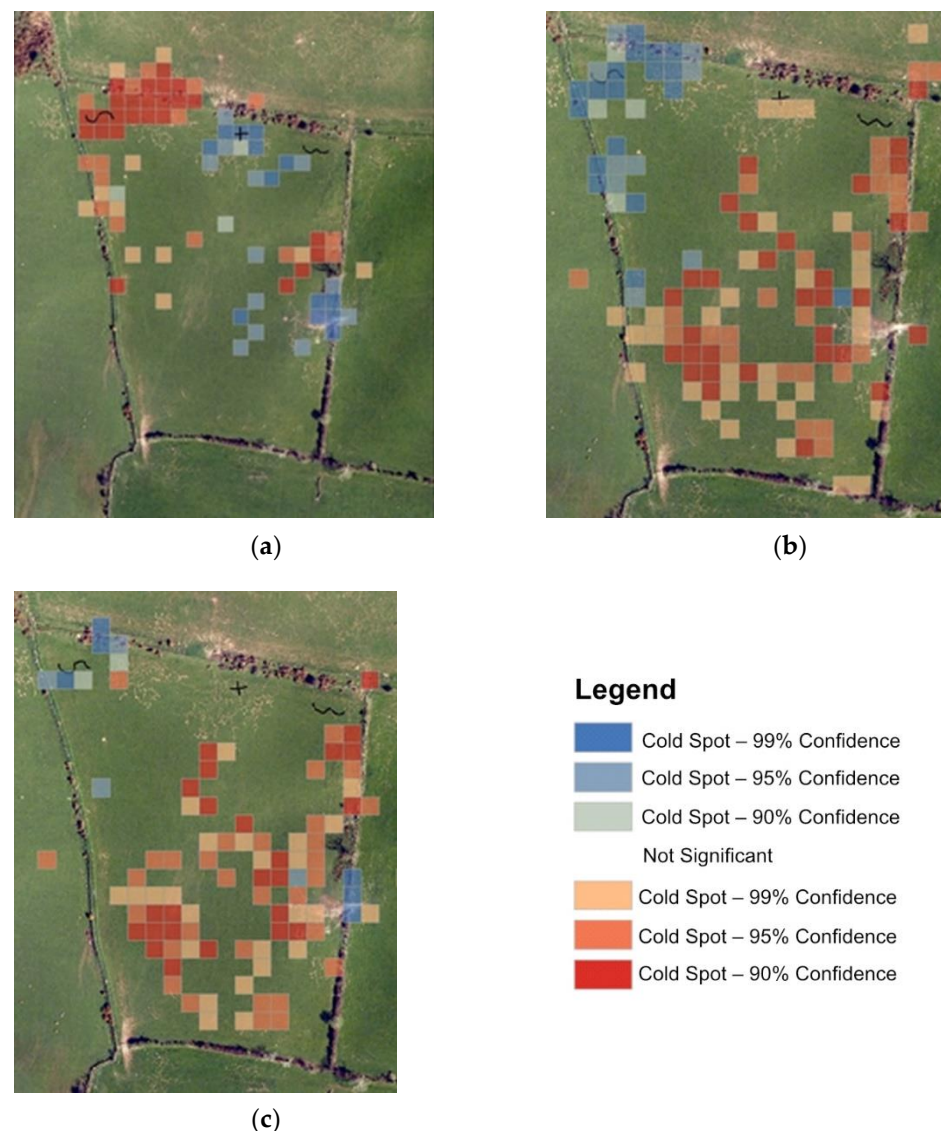 (a)
(b)
(c)
Legend
Cold Spot – 99% Confidence
Cold Spot – 95% Confidence
Cold Spot – 90% Confidence
Not Significant
Cold Spot – 99% Confidence
Cold Spot – 95% Confidence
Cold Spot – 90% Confidence